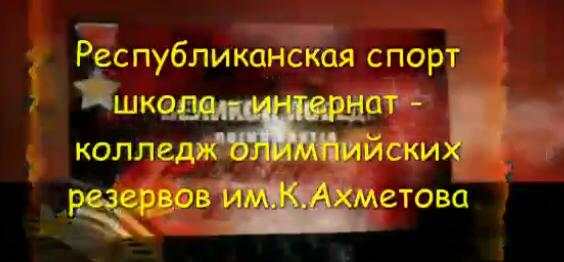 Республиканская спорт
школа - интернат -
колледж олимпийских
резервов им.К.Ахметова